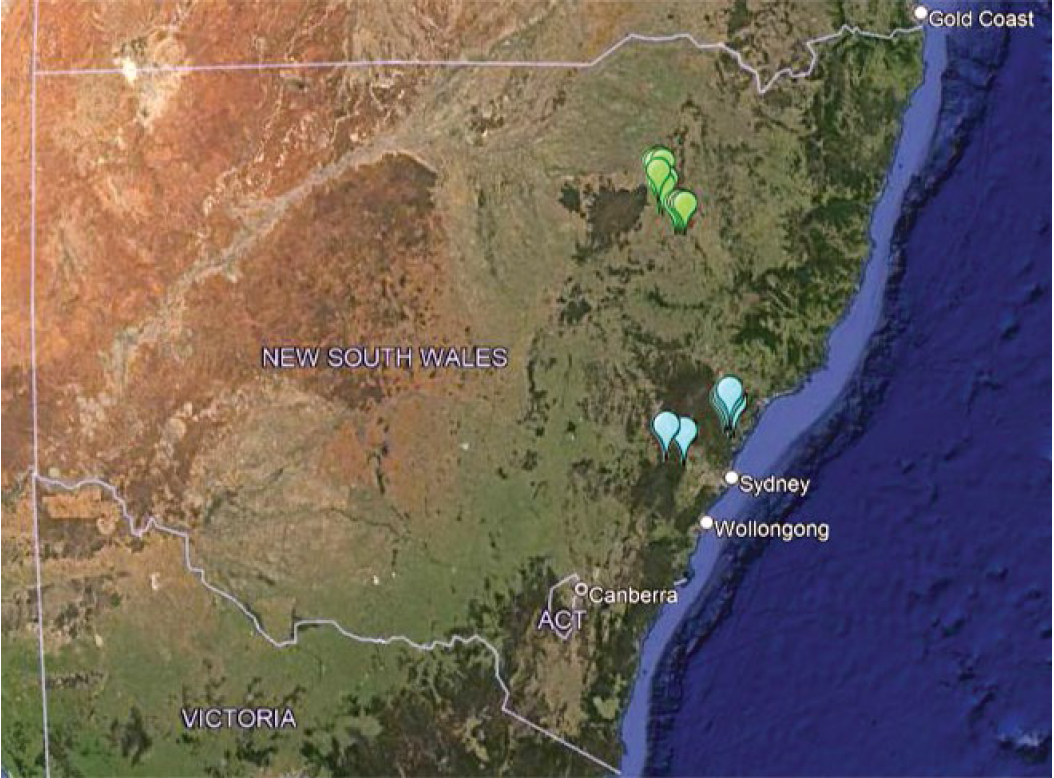 Gold Coast
NEW SOUTH WALES
Sydney
Wollongong
Canberra
ACT
VICTORIA